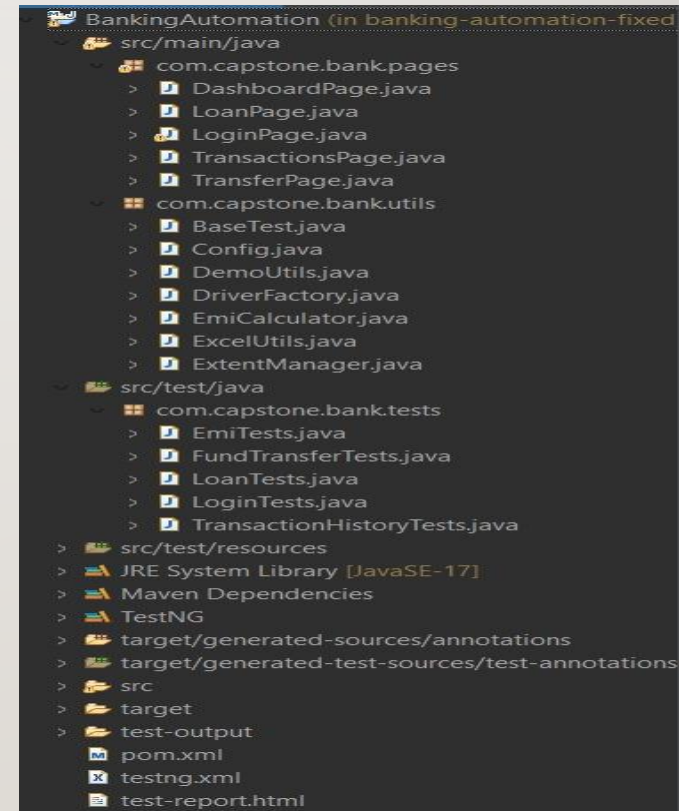 BankingAutomation (in banking-automation-fixed
src/main/java
com.capstone.bank.pages
DashboardPage.java
LoanPage.java
LoginPage.java
TransactionsPage.java
TransferPage.java
com.capstone.bank.utils
BaseTest.java
Config.java
DemoUtils.java
DriverFactory.java
EmiCalculator.java
ExcelUtils.java
ExtentManager.java
src/test/java
com.capstone.bank.tests
EmiTests.java
FundTransferTests.java
LoanTests.java
LoginTests.java
TransactionHistoryTests.java
src/test/resources
JRE System Library [JavaSE-17]
Maven Dependencies
TestNG
target/generated-sources/annotations
target/generated-test-sources/test-annotations
src
target
test-output
pom.xml
testng.xml
test-report.html